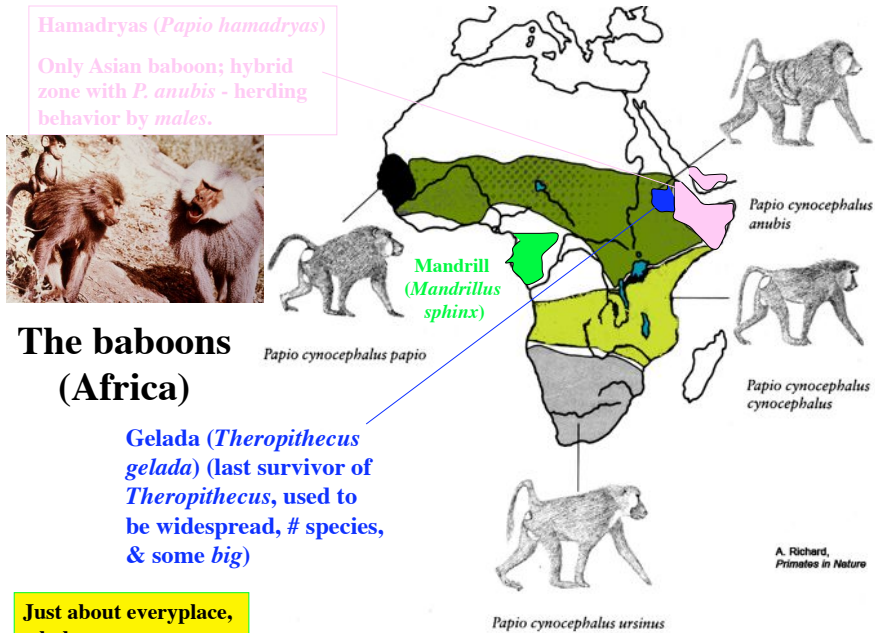 Hamadryas (Papio hamadryas)
Only Asian baboon; hybrid
zone with P. anubis - herding
behavior by males.
Papio cynocephalus
anubis
Mandrill
(Mandrillus
sphinx)
The baboons
(Africa)
Papio cynocephalus papio
Papio cynocephalus
cynocephalus
Gelada (Theropithecus
gelada) (last survivor of
Theropithecus, used to
be widespread, # species,
& some big)
A. Richard,
Primates in Nature
Just about everyplace,
Papio cynocephalus ursinus